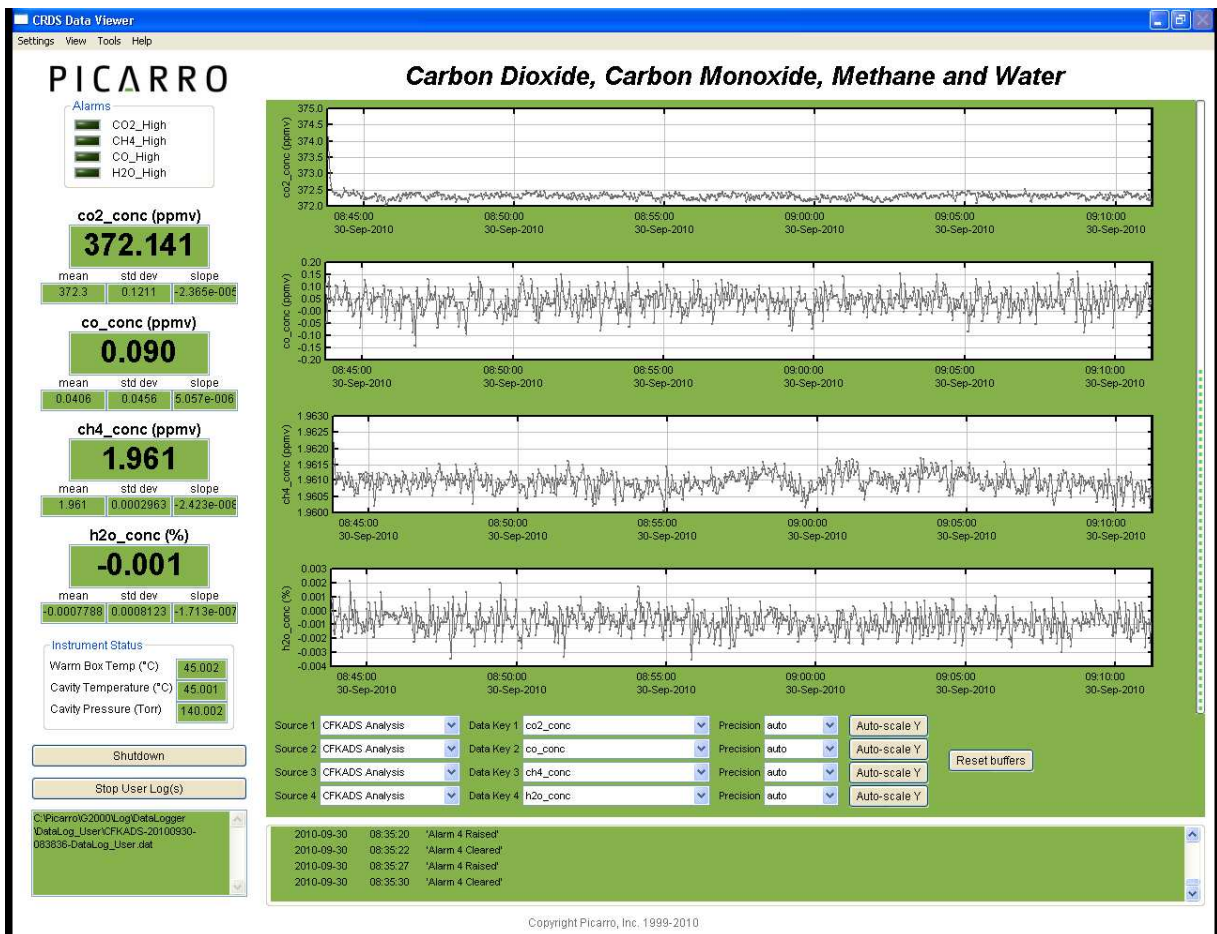 CRDS Data Viewer
Settings View Tools Help
PICARRO
Carbon Dioxide, Carbon Monoxide, Methane and Water
Alarms
CO2_High
CH4_High
CO_High
H2O_High
co2_conc (ppmv)
372.141
mean std dev slope
372.3 0.1211 -2.365e-005
co_conc (ppmv)
0.090
mean std dev slope
0.0406 0.0456 5.057e-006
ch4_conc (ppmv)
1.961
mean std dev slope
1.961 0.0002963 -2.423e-008
h2o_conc (%)
-0.001
mean std dev slope
-0.0007788 0.0008123 -1.713e-007
Instrument Status
Warm Box Temp (°C) 45.002
Cavity Temperature (°C) 45.001
Cavity Pressure (Torr) 140.002
Shutdown
Stop User Log(s)
C:\Picarro\G2000\Log\DataLogger
\DataLog_User\CFKADS-20100930-
083836-DataLog_User.dat
co2_conc (ppmv)
375.0
374.5
374.0
373.5
373.0
372.5
372.0
08:45:00 08:50:00 08:55:00 09:00:00 09:05:00 09:10:00
30-Sep-2010 30-Sep-2010 30-Sep-2010 30-Sep-2010 30-Sep-2010 30-Sep-2010
co_conc (ppmv)
0.20
0.15
0.10
0.05
-0.00
-0.05
-0.10
-0.15
-0.20
08:45:00 08:50:00 08:55:00 09:00:00 09:05:00 09:10:00
30-Sep-2010 30-Sep-2010 30-Sep-2010 30-Sep-2010 30-Sep-2010 30-Sep-2010
ch4_conc (ppmv)
1.9630
1.9625
1.9620
1.9615
1.9610
1.9605
1.9600
08:45:00 08:50:00 08:55:00 09:00:00 09:05:00 09:10:00
30-Sep-2010 30-Sep-2010 30-Sep-2010 30-Sep-2010 30-Sep-2010 30-Sep-2010
h2o_conc (%)
0.003
0.002
0.001
0.000
-0.001
-0.002
-0.003
-0.004
08:45:00 08:50:00 08:55:00 09:00:00 09:05:00 09:10:00
30-Sep-2010 30-Sep-2010 30-Sep-2010 30-Sep-2010 30-Sep-2010 30-Sep-2010
Source 1 CFKADS Analysis Data Key 1 co2_conc Precision auto Auto-scale Y
Source 2 CFKADS Analysis Data Key 2 co_conc Precision auto Auto-scale Y
Source 3 CFKADS Analysis Data Key 3 ch4_conc Precision auto Auto-scale Y
Source 4 CFKADS Analysis Data Key 4 h2o_conc Precision auto Auto-scale Y
Reset buffers
2010-09-30 08:35:20 'Alarm 4 Raised'
2010-09-30 08:35:22 'Alarm 4 Cleared'
2010-09-30 08:35:27 'Alarm 4 Raised'
2010-09-30 08:35:30 'Alarm 4 Cleared'
Copyright Picarro, Inc. 1999-2010